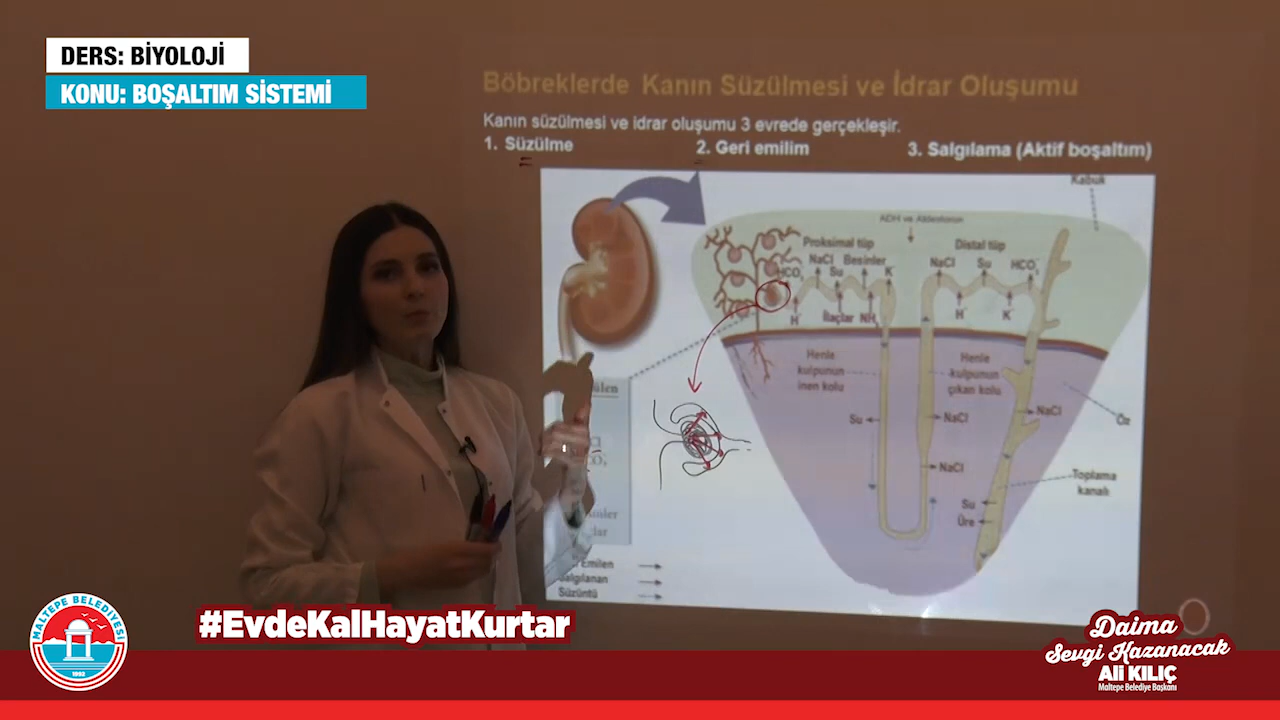 DERS: BİYOLOJİ
KONU: BOŞALTIM SİSTEMİ
Böbreklerde Kanın Süzülmesi ve İdrar Oluşumu
Kanın süzülmesi ve idrar oluşumu 3 evrede gerçekleşir.
1. Süzülme 2. Geri emilim 3. Salgılama (Aktif boşaltım)
Kabuk
ADH ve Aldosteron
Proksimal tüp Distal tüp
NaCl Besinler NaCl Su HCO₃⁻
HCO₃ Su K⁻
H⁻ İlaçlar NH₃ H⁻ K⁻
Henle kulpunun inen kolu
Henle kulpunun çıkan kolu
Su NaCl NaCl Öz
NaCl
Toplama kanalı
Su
Üre
Emilen
Salgılanan
Süzüntü
#EvdeKalHayatKurtar
MALTEPE BELEDİYESİ
1992
Daima
Sevgi Kazanacak
Ali KILIÇ
Maltepe Belediye Başkanı